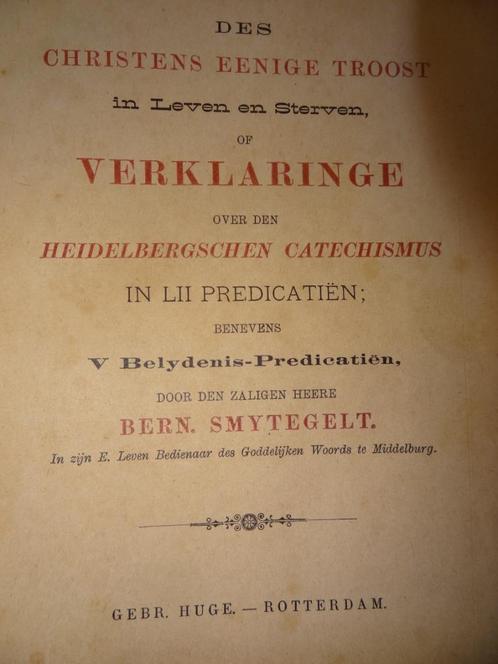 DES
CHRISTENS EENIGE TROOST
in Leven en Sterven,
OF
VERKLARINGE
OVER DEN
HEIDELBERGSCHEN CATECHISMUS
IN LII PREDICATIËN;
BENEVENS
V Belydenis-Predicatiën,
DOOR DEN ZALIGEN HEERE
BERN. SMYTEGELT.
In zijn E. Leven Bedienaar des Goddelijken Woords te Middelburg.
GEBR. HUGE. — ROTTERDAM.